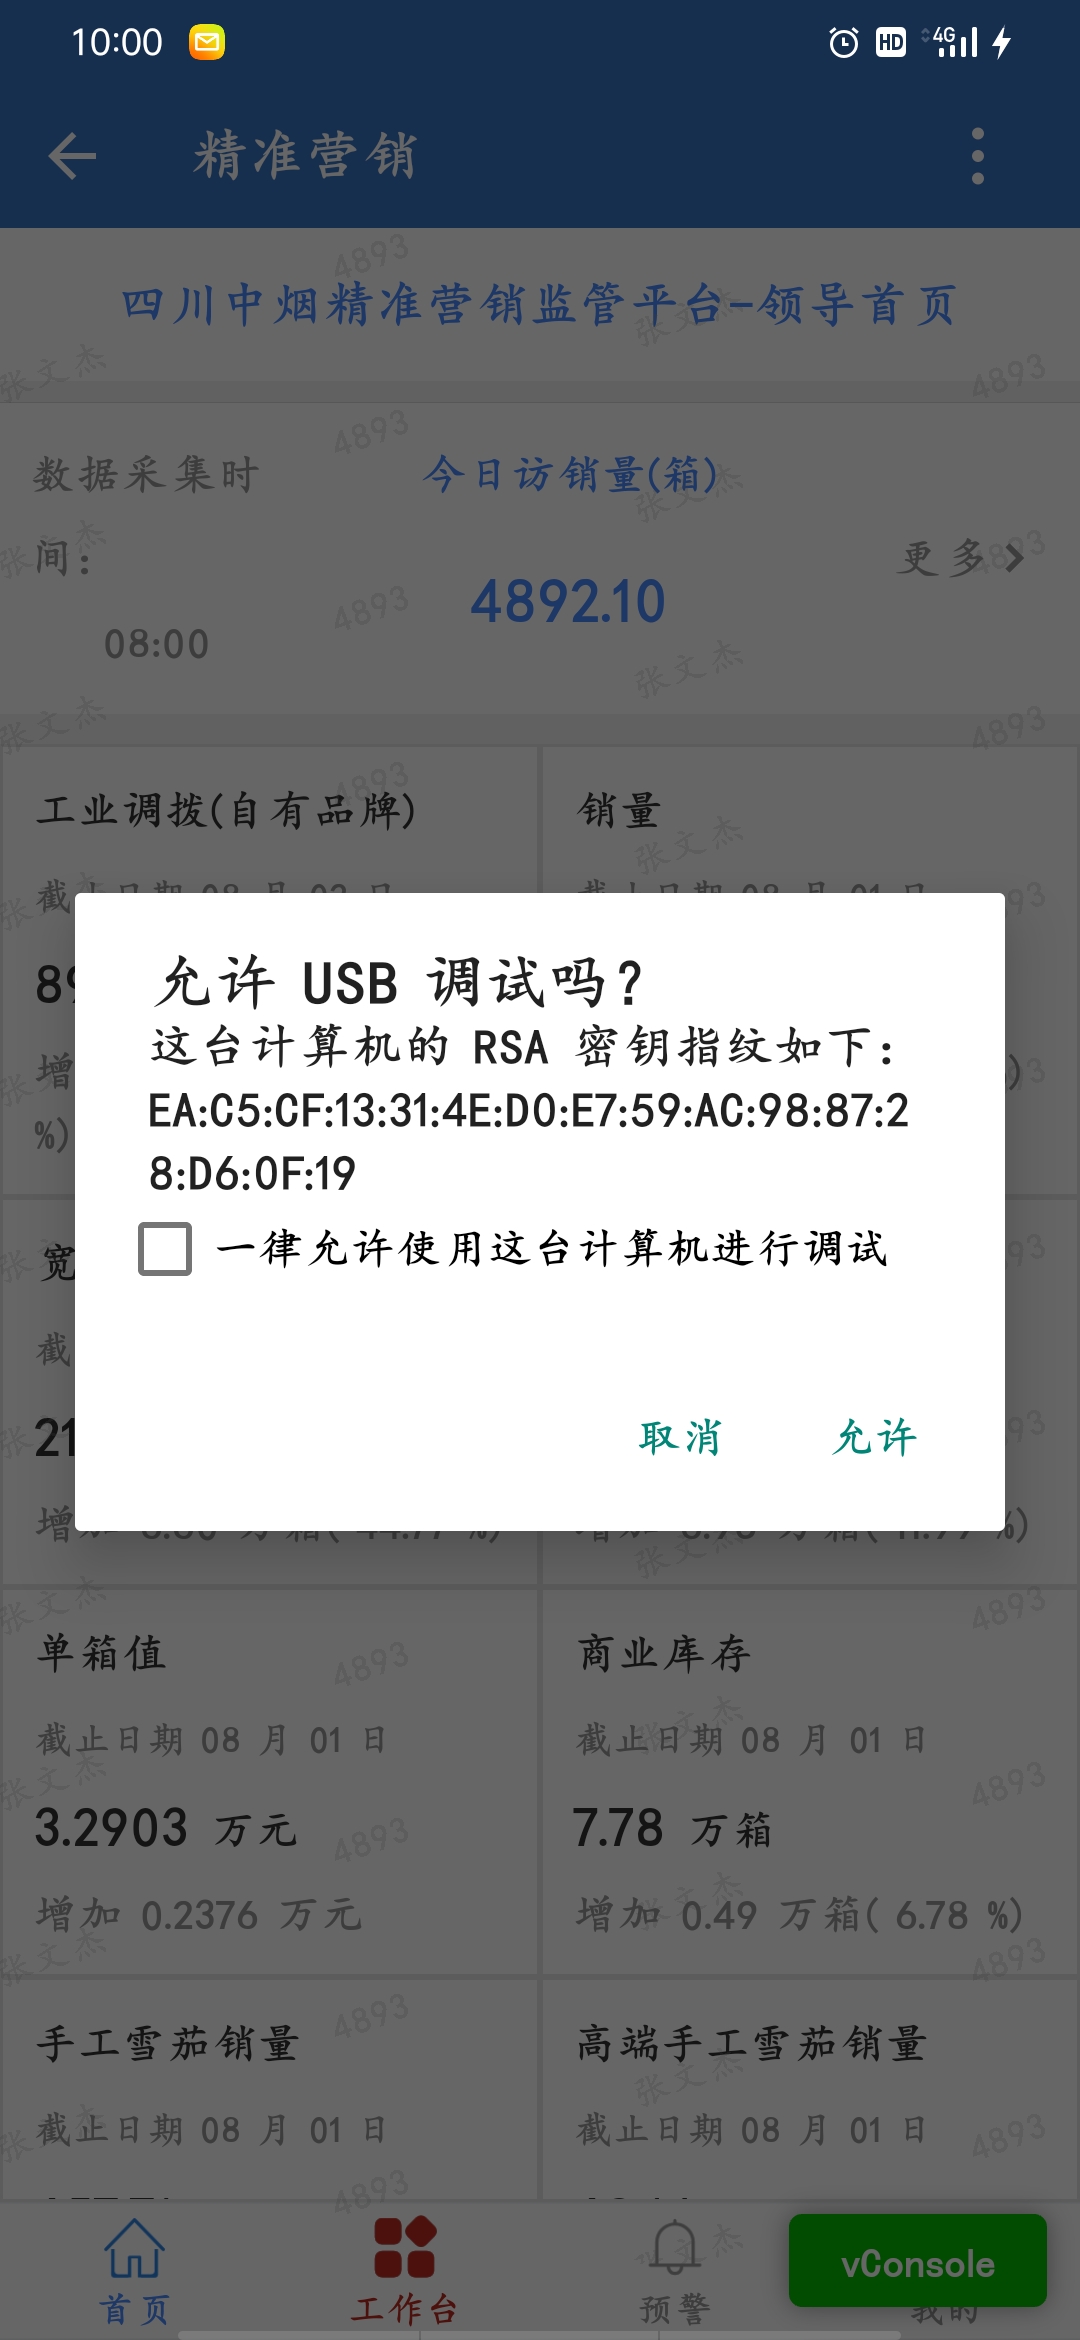 10:00
HD 4G
精准营销
四川中烟精准营销监管平台-领导首页
数据采集时间：
08:00
今日访销量(箱)
4892.10
更多
工业调拨(自有品牌)
销量
允许 USB 调试吗？
这台计算机的 RSA 密钥指纹如下：
EA:C5:CF:13:31:4E:D0:E7:59:AC:98:87:2
8:D6:0F:19
一律允许使用这台计算机进行调试
取消
允许
单箱值
截止日期 08 月 01 日
3.2903 万元
增加 0.2376 万元
商业库存
截止日期 08 月 01 日
7.78 万箱
增加 0.49 万箱( 6.78 %)
手工雪茄销量
截止日期 08 月 01 日
高端手工雪茄销量
截止日期 08 月 01 日
首页
工作台
预警
我的
vConsole
张文杰
4893